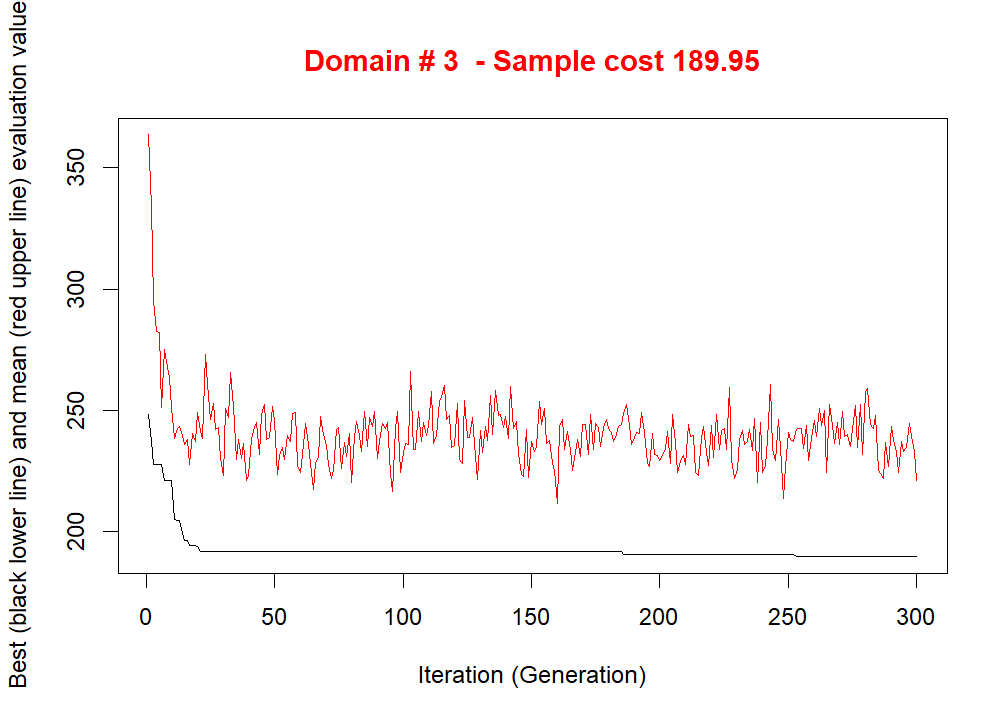 Domain # 3  - Sample cost 189.95
Best (black lower line) and mean (red upper line) evaluation value
350
300
250
200
0 50 100 150 200 250 300
Iteration (Generation)